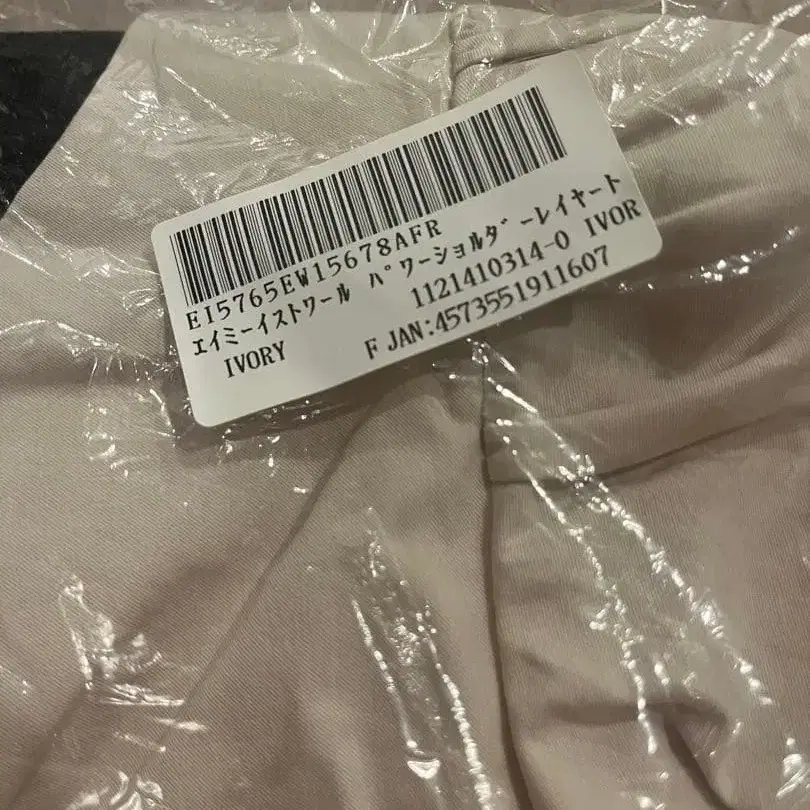 EI5765EW15678AFR
エイミーイストワール ﾊﾟﾜｰｼｮﾙﾀﾞｰﾚｲﾔｰﾄ
1121410314-0 IVOR
IVORY F JAN:4573551911607